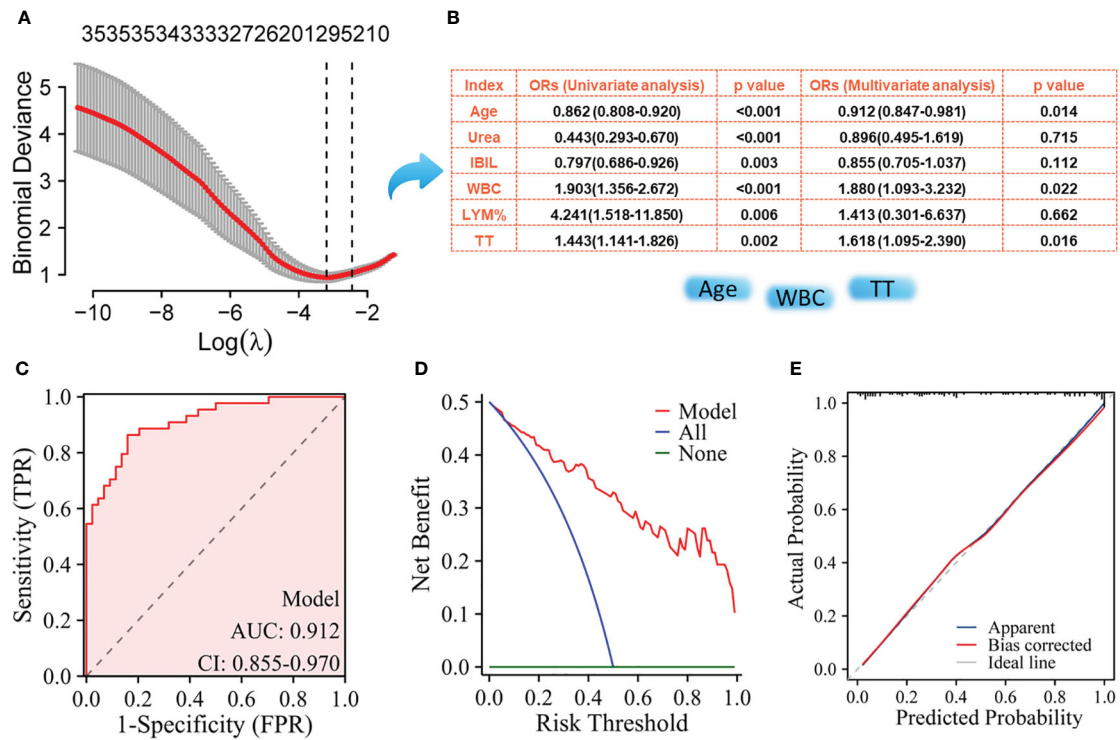 A
3535353433332726201295210
Binomial Deviance
5
4
3
2
1
−10 −8 −6 −4 −2
Log(λ)
B
Index ORs (Univariate analysis) p value ORs (Multivariate analysis) p value
Age 0.862 (0.808-0.920) <0.001 0.912 (0.847-0.981) 0.014
Urea 0.443(0.293-0.670) <0.001 0.896(0.495-1.619) 0.715
IBIL 0.797(0.686-0.926) 0.003 0.855 (0.705-1.037) 0.112
WBC 1.903(1.356-2.672) <0.001 1.880 (1.093-3.232) 0.022
LYM% 4.241(1.518-11.850) 0.006 1.413 (0.301-6.637) 0.662
TT 1.443(1.141-1.826) 0.002 1.618 (1.095-2.390) 0.016
Age WBC TT
C
Sensitivity (TPR)
1.0
0.8
0.6
0.4
0.2
0.0
Model
AUC: 0.912
CI: 0.855-0.970
0.0 0.2 0.4 0.6 0.8 1.0
1-Specificity (FPR)
D
Net Benefit
0.5
0.4
0.3
0.2
0.1
0.0
Model
All
None
0.0 0.2 0.4 0.6 0.8 1.0
Risk Threshold
E
Actual Probability
1.0
0.8
0.6
0.4
0.2
0.0
Apparent
Bias corrected
Ideal line
0.0 0.2 0.4 0.6 0.8 1.0
Predicted Probability